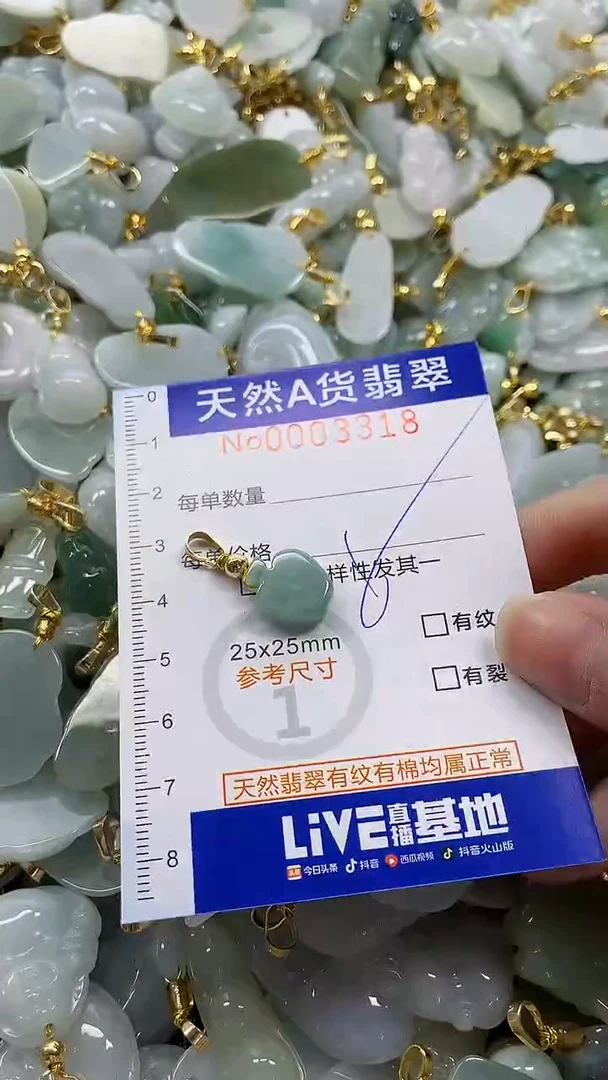 天然A货翡翠
No0003318
每单数量
每单价格
样性发其一
有纹
有裂
25x25mm
参考尺寸
1
天然翡翠有纹有棉均属正常
LiVE直播基地
头条 今日头条 抖音 西瓜视频 抖音火山版
0
1
2
3
4
5
6
7
8